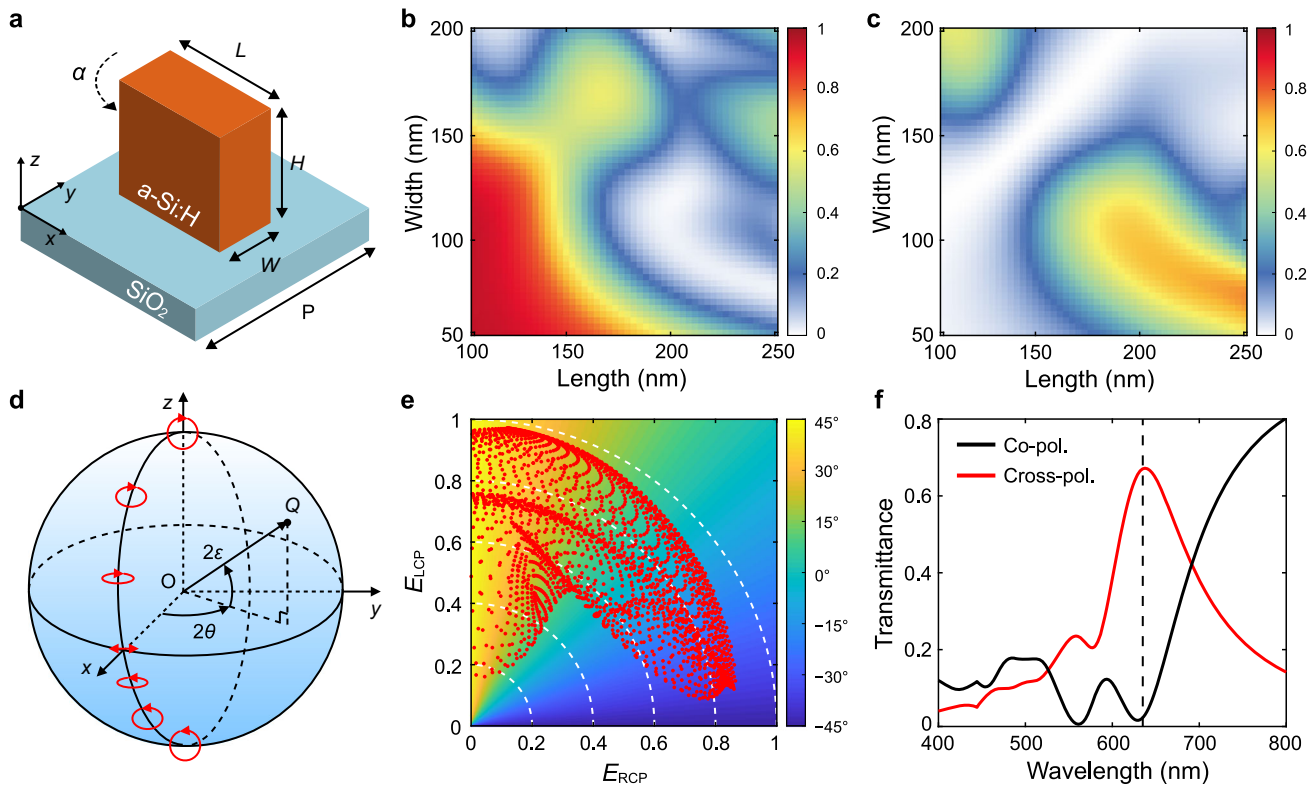 a
α
L
H
a-Si:H
W
z
y
x
SiO2
P
b
200
150
100
50
Width (nm)
100
150
200
250
Length (nm)
1
0.8
0.6
0.4
0.2
0
c
200
150
100
50
Width (nm)
100
150
200
250
Length (nm)
1
0.8
0.6
0.4
0.2
0
d
z
Q
2ε
O
y
2θ
x
e
1
0.8
0.6
0.4
0.2
0
ELCP
0
0.2
0.4
0.6
0.8
1
ERCP
45°
30°
15°
0°
−15°
−30°
−45°
f
0.8
0.6
0.4
0.2
0
Transmittance
Co-pol.
Cross-pol.
400
500
600
700
800
Wavelength (nm)